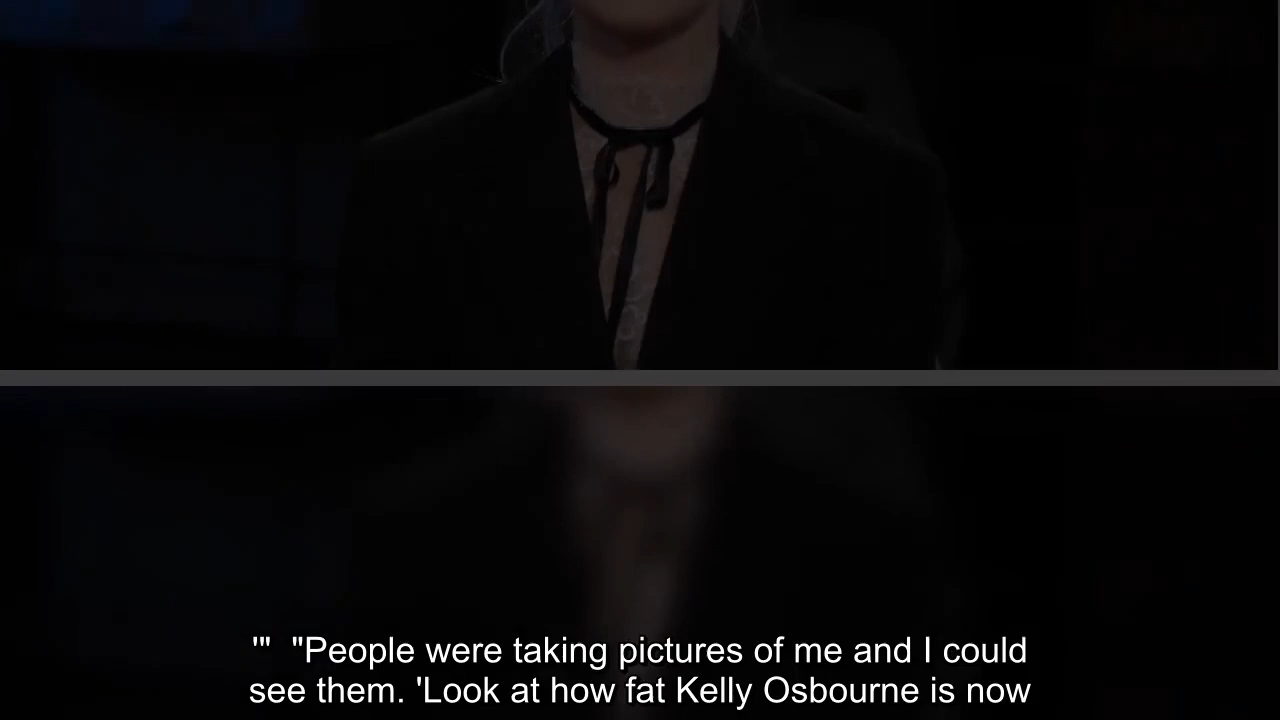 '"  "People were taking pictures of me and I could
see them. 'Look at how fat Kelly Osbourne is now